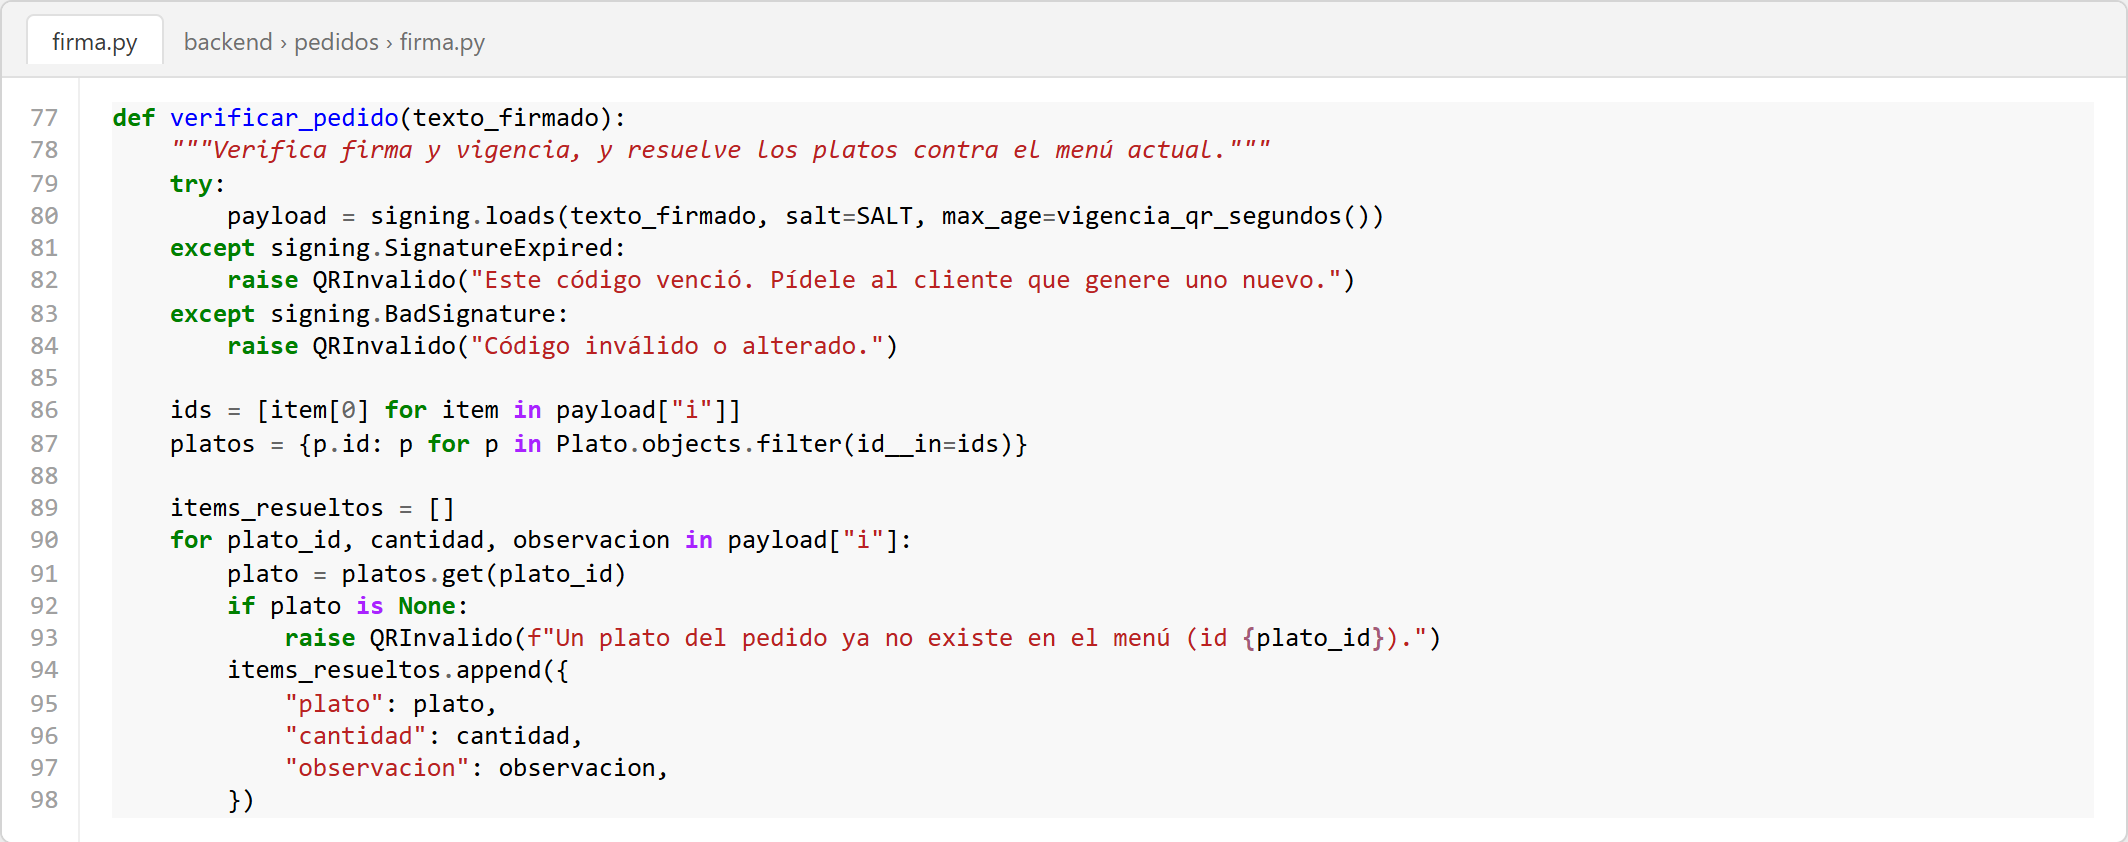 firma.py backend › pedidos › firma.py
77 def verificar_pedido(texto_firmado):
78     """Verifica firma y vigencia, y resuelve los platos contra el menú actual."""
79     try:
80         payload = signing.loads(texto_firmado, salt=SALT, max_age=vigencia_qr_segundos())
81     except signing.SignatureExpired:
82         raise QRInvalido("Este código venció. Pídele al cliente que genere uno nuevo.")
83     except signing.BadSignature:
84         raise QRInvalido("Código inválido o alterado.")
85
86     ids = [item[0] for item in payload["i"]]
87     platos = {p.id: p for p in Plato.objects.filter(id__in=ids)}
88
89     items_resueltos = []
90     for plato_id, cantidad, observacion in payload["i"]:
91         plato = platos.get(plato_id)
92         if plato is None:
93             raise QRInvalido(f"Un plato del pedido ya no existe en el menú (id {plato_id}).")
94         items_resueltos.append({
95             "plato": plato,
96             "cantidad": cantidad,
97             "observacion": observacion,
98         })